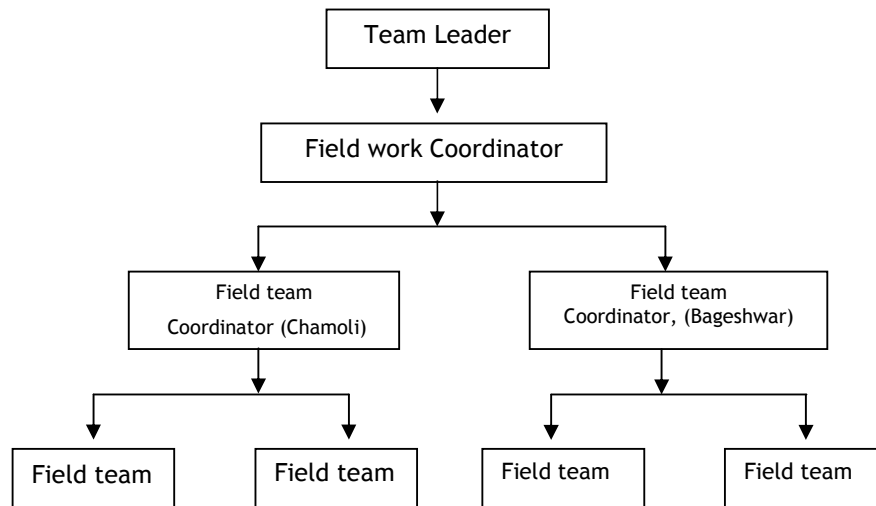 Team Leader
Field work Coordinator
Field team
Coordinator (Chamoli)
Field team
Coordinator, (Bageshwar)
Field team
Field team
Field team
Field team